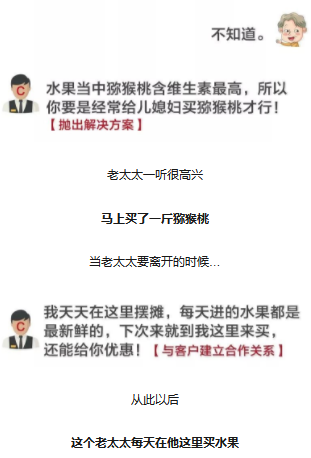 不知道。
C
水果当中猕猴桃含维生素最高，所以
你要是经常给儿媳妇买猕猴桃才行！
【抛出解决方案】
老太太一听很高兴
马上买了一斤猕猴桃
当老太太要离开的时候...
C
我天天在这里摆摊，每天进的水果都是
最新鲜的，下次来就到我这里来买，
还能给你优惠！【与客户建立合作关系】
从此以后
这个老太太每天在他这里买水果